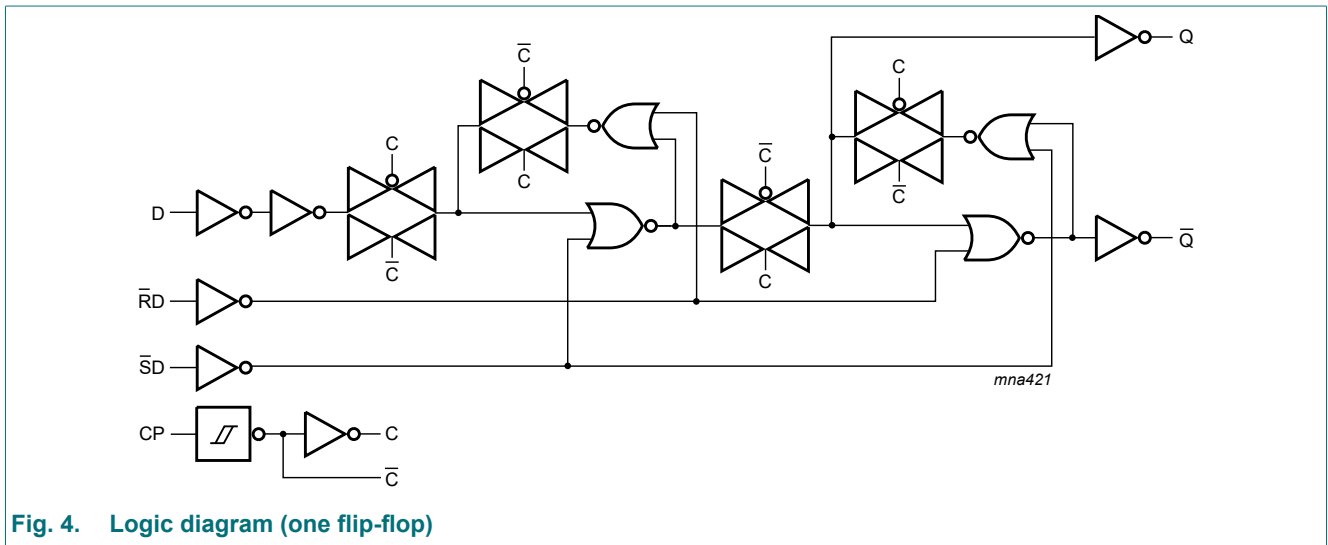 Q
C̅
C
C
C̅
C
C̅
C
D
C̅
C̅
C
Q̅
R̅D
S̅D
mna421
CP
C
C̅
Fig. 4. Logic diagram (one flip-flop)